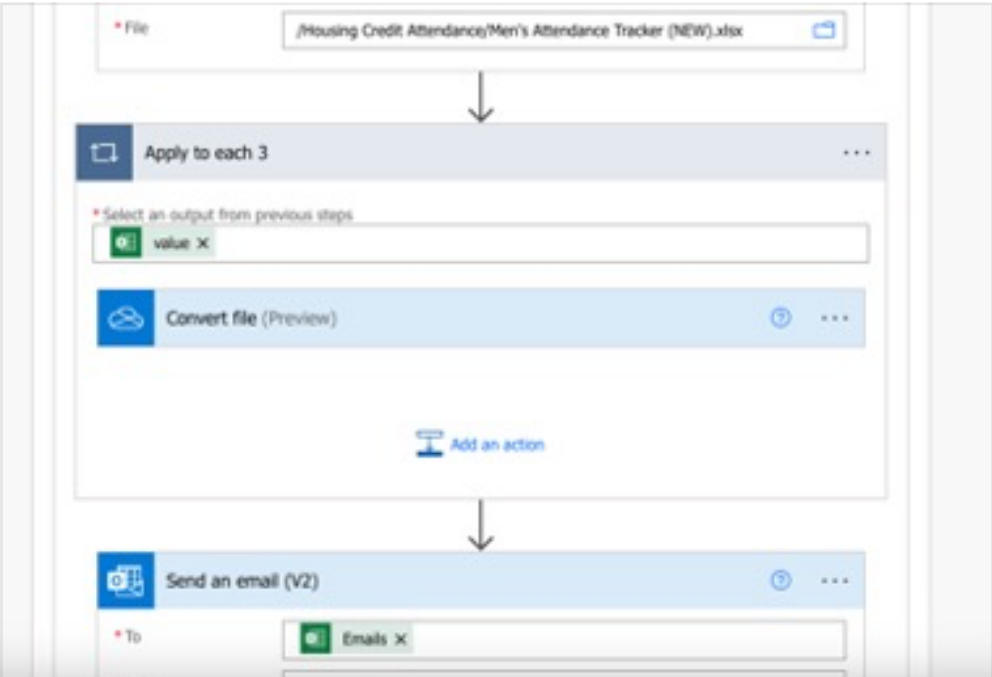 * File
/Housing Credit Attendance/Men's Attendance Tracker (NEW).xlsx
Apply to each 3
* Select an output from previous steps
value ×
Convert file (Preview)
Add an action
Send an email (V2)
* To
Emails ×